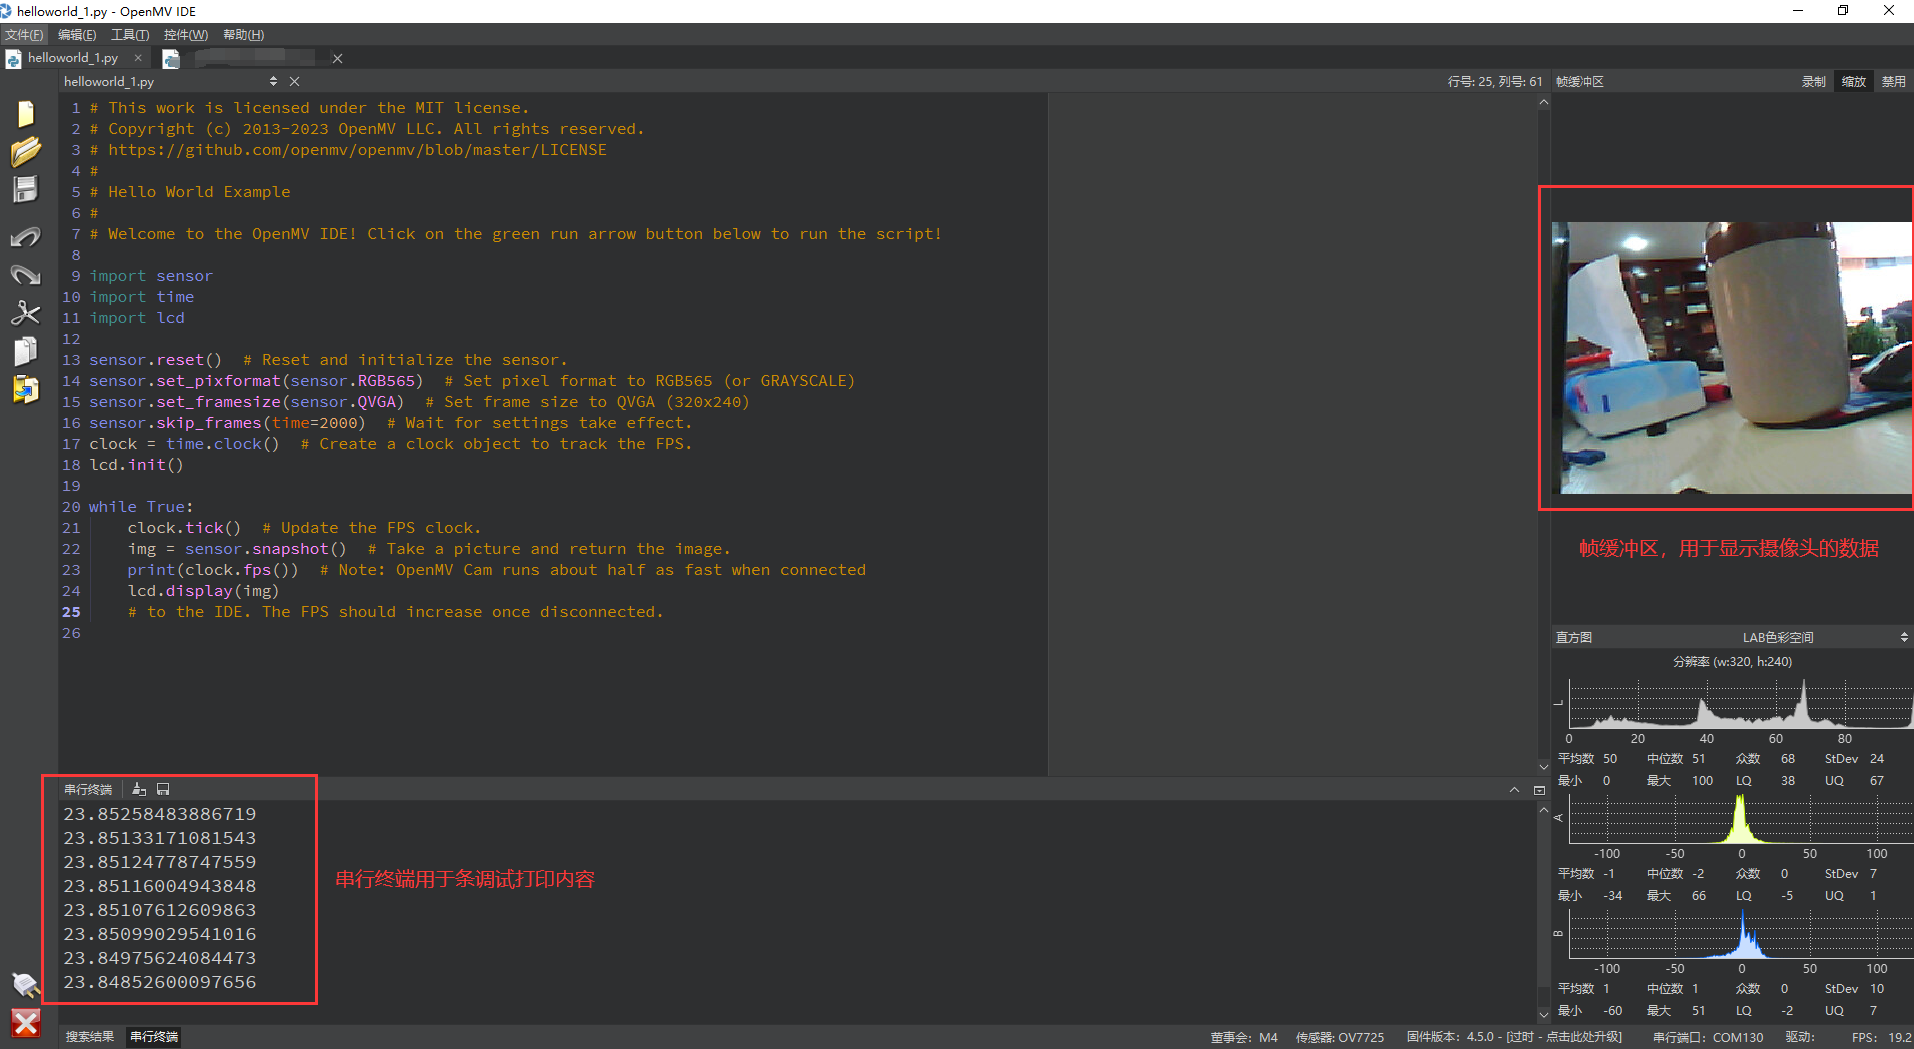 helloworld_1.py - OpenMV IDE
文件(F) 编辑(E) 工具(T) 控件(W) 帮助(H)
helloworld_1.py
helloworld_1.py 行号: 25, 列号: 61 帧缓冲区 录制 缩放 禁用
1 # This work is licensed under the MIT license.
2 # Copyright (c) 2013-2023 OpenMV LLC. All rights reserved.
3 # https://github.com/openmv/openmv/blob/master/LICENSE
4 #
5 # Hello World Example
6 #
7 # Welcome to the OpenMV IDE! Click on the green run arrow button below to run the script!
8
9 import sensor
10 import time
11 import lcd
12
13 sensor.reset()  # Reset and initialize the sensor.
14 sensor.set_pixformat(sensor.RGB565)  # Set pixel format to RGB565 (or GRAYSCALE)
15 sensor.set_framesize(sensor.QVGA)  # Set frame size to QVGA (320x240)
16 sensor.skip_frames(time=2000)  # Wait for settings take effect.
17 clock = time.clock()  # Create a clock object to track the FPS.
18 lcd.init()
19
20 while True:
21     clock.tick()  # Update the FPS clock.
22     img = sensor.snapshot()  # Take a picture and return the image.
23     print(clock.fps())  # Note: OpenMV Cam runs about half as fast when connected
24     lcd.display(img)
25     # to the IDE. The FPS should increase once disconnected.
26
帧缓冲区，用于显示摄像头的数据
直方图 LAB色彩空间
分辨率 (w:320, h:240)
L
0 20 40 60 80
平均数 50 中位数 51 众数 68 StDev 24
最小 0 最大 100 LQ 38 UQ 67
A
-100 -50 0 50 100
平均数 -1 中位数 -2 众数 0 StDev 7
最小 -34 最大 66 LQ -5 UQ 1
B
-100 -50 0 50 100
平均数 1 中位数 1 众数 0 StDev 10
最小 -60 最大 51 LQ -2 UQ 7
串行终端
23.85258483886719
23.85133171081543
23.85124778747559
23.85116004943848
23.85107612609863
23.85099029541016
23.84975624084473
23.84852600097656
串行终端用于条调试打印内容
搜索结果 串行终端 董事会: M4 传感器: OV7725 固件版本: 4.5.0 - [过时 - 点击此处升级] 串行端口: COM130 驱动: FPS: 19.2